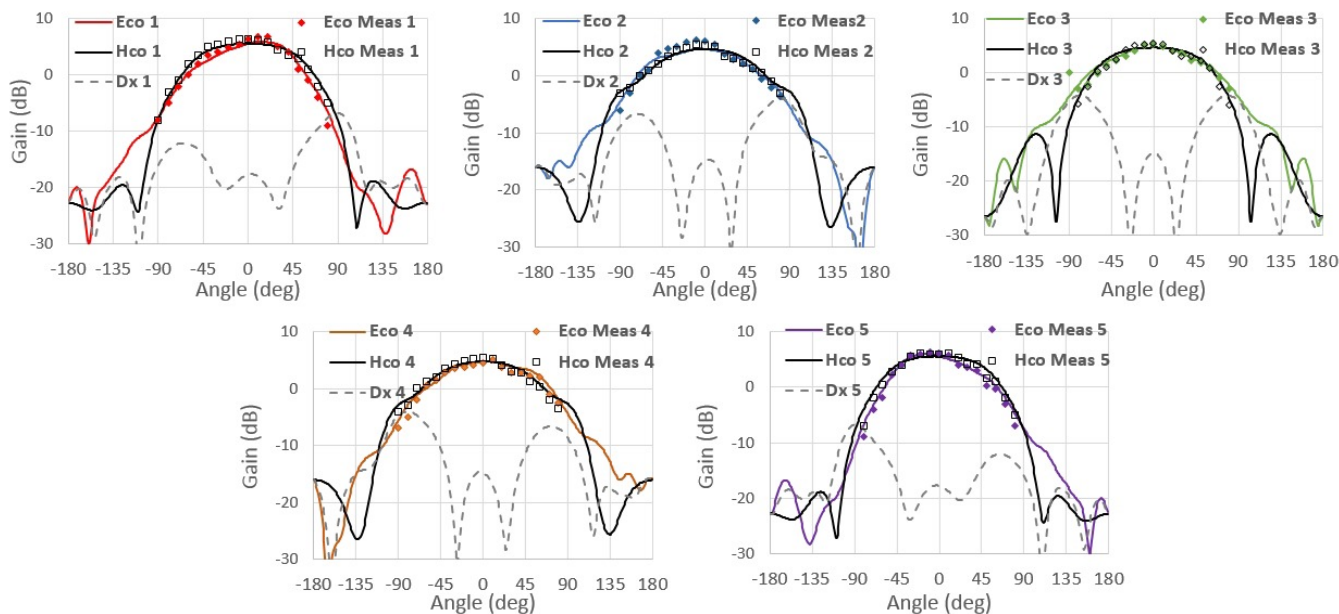 10
Eco 1
Eco Meas 1
Hco 1
Hco Meas 1
0
Dx 1
-10
-20
-30
Gain (dB)
-180 -135 -90 -45 0 45 90 135 180
Angle (deg)
10
Eco 2
Eco Meas2
Hco 2
Hco Meas 2
0
Dx 2
-10
-20
-30
Gain (dB)
-180 -135 -90 -45 0 45 90 135 180
Angle (deg)
10
Eco 3
Eco Meas 3
Hco 3
Hco Meas 3
0
Dx 3
-10
-20
-30
Gain (dB)
-180 -135 -90 -45 0 45 90 135 180
Angle (deg)
10
Eco 4
Eco Meas 4
Hco 4
Hco Meas 4
0
Dx 4
-10
-20
-30
Gain (dB)
-180 -135 -90 -45 0 45 90 135 180
Angle (deg)
10
Eco 5
Eco Meas 5
Hco 5
Hco Meas 5
0
Dx 5
-10
-20
-30
Gain (dB)
-180 -135 -90 -45 0 45 90 135 180
Angle (deg)